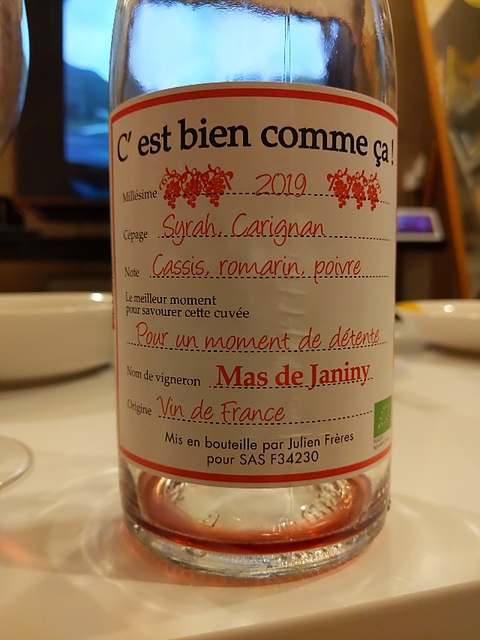 C' est bien comme ça !
Millésime 2019
Cépage Syrah, Carignan
Note Cassis, romarin, poivre
Le meilleur moment
pour savourer cette cuvée
Pour un moment de détente
Nom de vigneron Mas de Janiny
Origine Vin de France
Mis en bouteille par Julien Frères
pour SAS F34230